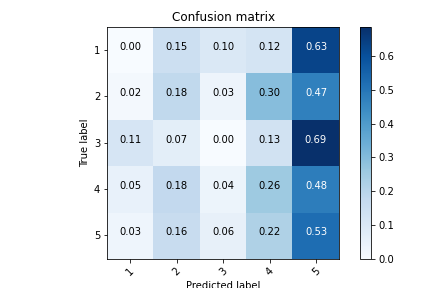 Confusion matrix
True label
1 0.00 0.15 0.10 0.12 0.63
2 0.02 0.18 0.03 0.30 0.47
3 0.11 0.07 0.00 0.13 0.69
4 0.05 0.18 0.04 0.26 0.48
5 0.03 0.16 0.06 0.22 0.53
1 2 3 4 5
Predicted label
0.6
0.5
0.4
0.3
0.2
0.1
0.0